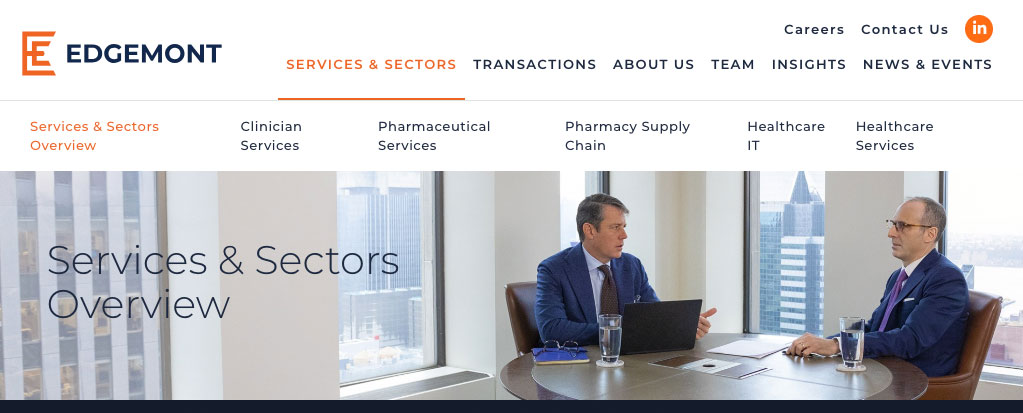 Careers Contact Us in
EDGEMONT
SERVICES & SECTORS TRANSACTIONS ABOUT US TEAM INSIGHTS NEWS & EVENTS
Services & Sectors
Overview
Clinician
Services
Pharmaceutical
Services
Pharmacy Supply
Chain
Healthcare
IT
Healthcare
Services
Services & Sectors
Overview